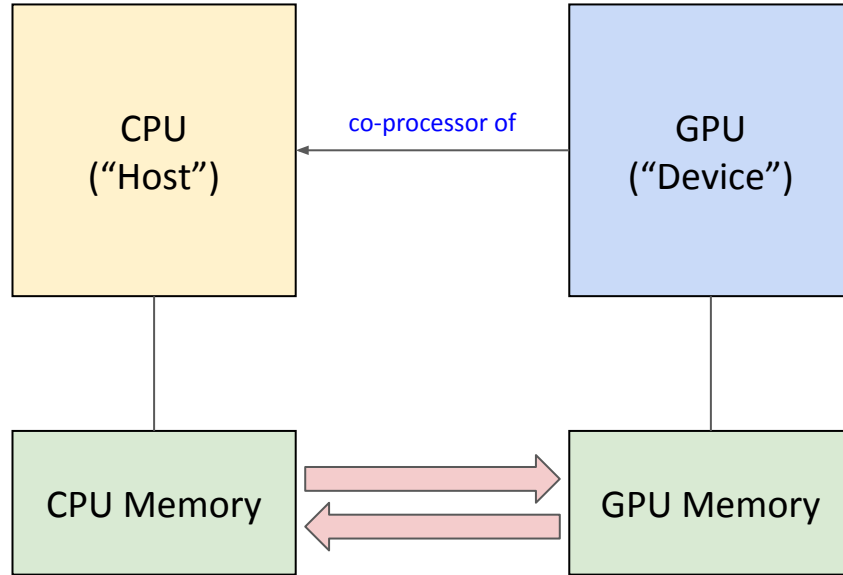 CPU
(“Host”)
co-processor of
GPU
(“Device”)
CPU Memory
GPU Memory